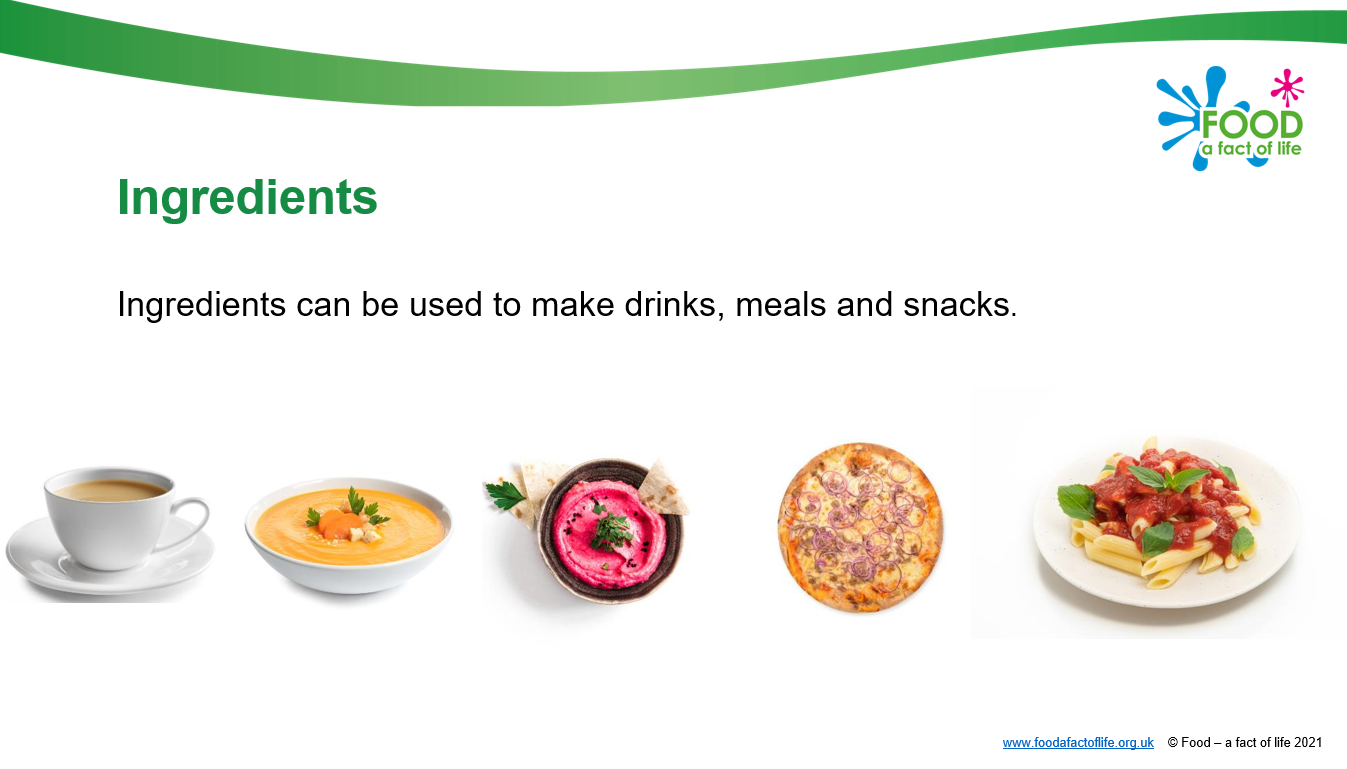 FOOD
a fact of life
Ingredients
Ingredients can be used to make drinks, meals and snacks.
www.foodafactoflife.org.uk © Food – a fact of life 2021